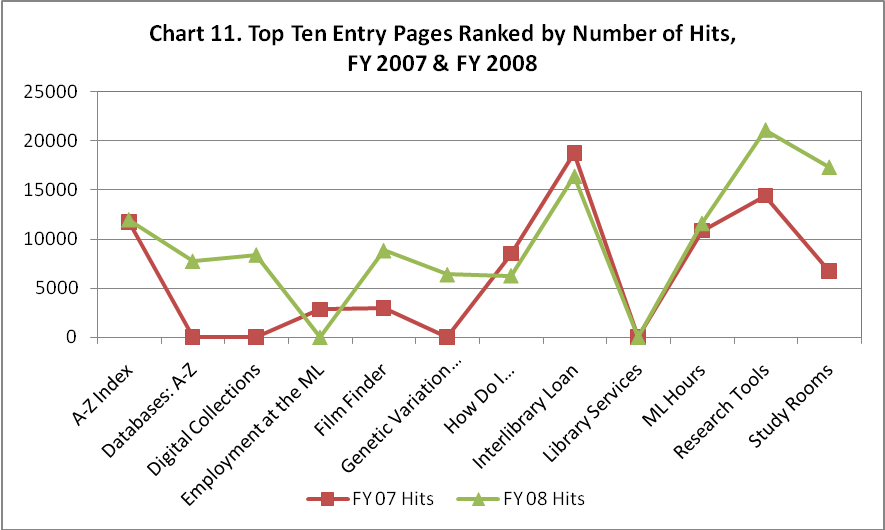 Chart 11. Top Ten Entry Pages Ranked by Number of Hits,
FY 2007 & FY 2008
25000
20000
15000
10000
5000
0
A-Z Index
Databases: A-Z
Digital Collections
Employment at the ML
Film Finder
Genetic Variation...
How Do I...
Interlibrary Loan
Library Services
ML Hours
Research Tools
Study Rooms
FY 07 Hits
FY 08 Hits